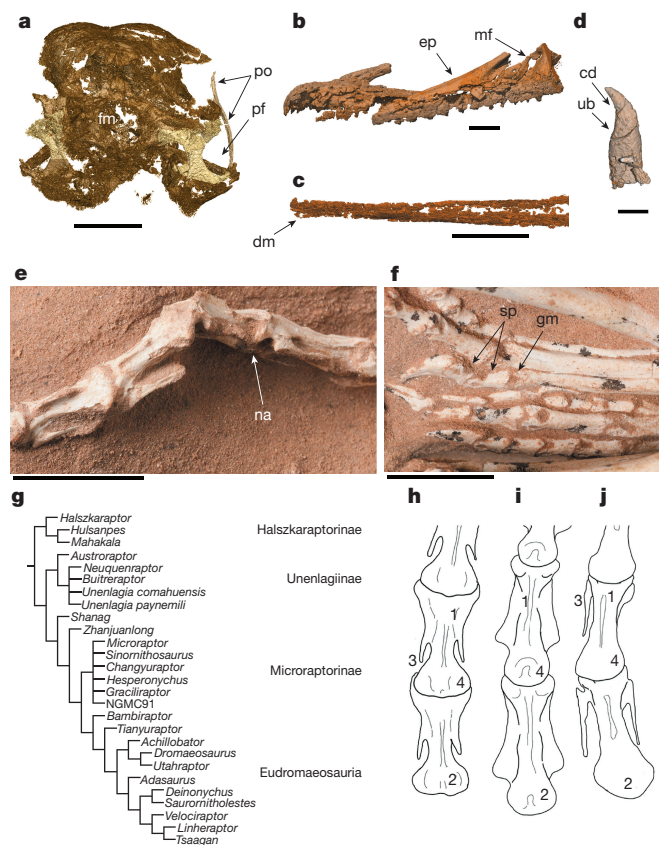 a
po
pf
fm
b
ep
mf
c
dm
d
cd
ub
e
na
f
sp
gm
g
Halszkaraptor
Hulsanpes
Mahakala
Austroraptor
Neuquenraptor
Buitreraptor
Unenlagia comahuensis
Unenlagia paynemili
Shanag
Zhanjuanlong
Microraptor
Sinornithosaurus
Changyuraptor
Hesperonychus
Graciliraptor
NGMC91
Bambiraptor
Tianyuraptor
Achillobator
Dromaeosaurus
Utahraptor
Adasaurus
Deinonychus
Saurornitholestes
Velociraptor
Linheraptor
Tsaagan
Halszkaraptorinae
Unenlagiinae
Microraptorinae
Eudromaeosauria
h
1
3
4
2
i
1
4
2
j
3
1
4
2